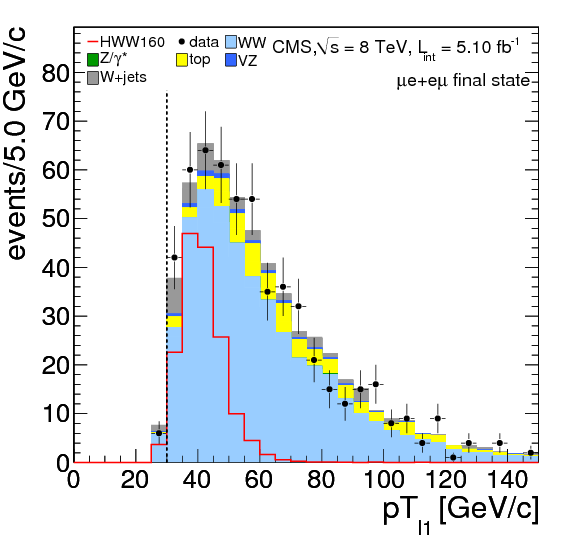 HWW160 data WW CMS,√s = 8 TeV, L_int = 5.10 fb⁻¹
Z/γ* top VZ
W+jets μe+eμ final state
events/5.0 GeV/c
80
70
60
50
40
30
20
10
0
0 20 40 60 80 100 120 140
pT_l1 [GeV/c]